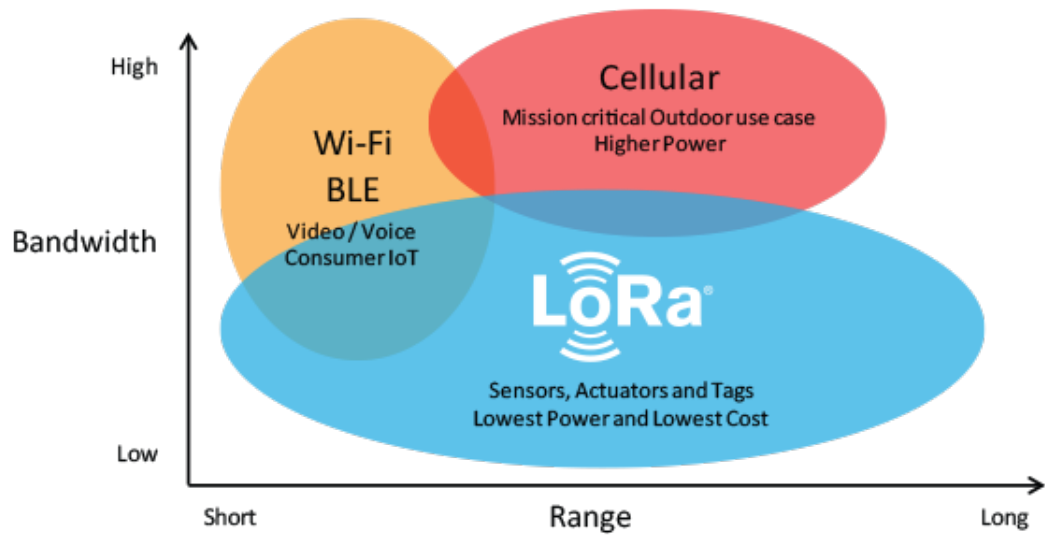 High
Cellular
Mission critical Outdoor use case
Higher Power
Wi-Fi
BLE
Video / Voice
Consumer IoT
Bandwidth
LoRa®
Sensors, Actuators and Tags
Lowest Power and Lowest Cost
Low
Short
Range
Long